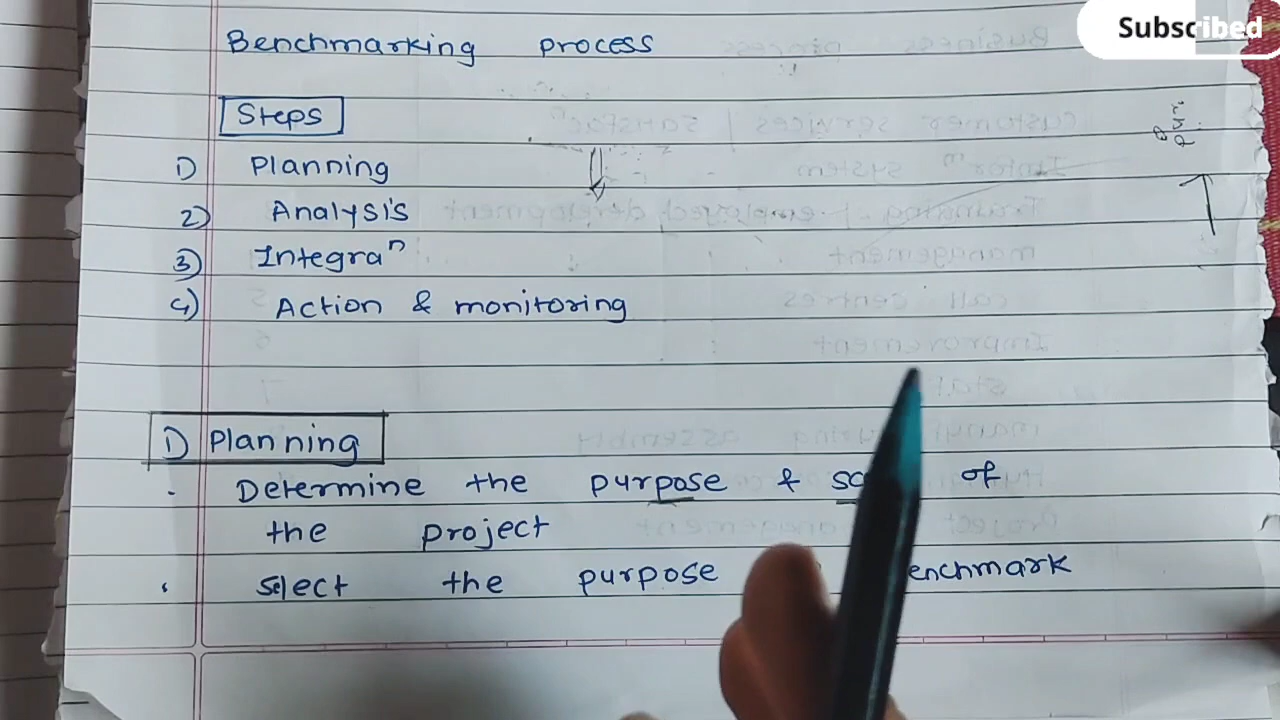 Subscribed
Benchmarking process
Steps
1) Planning
2) Analysis
3) Integraⁿ
4) Action & monitoring
1) Planning
. Determine the purpose & of
the project
. Select the purpose